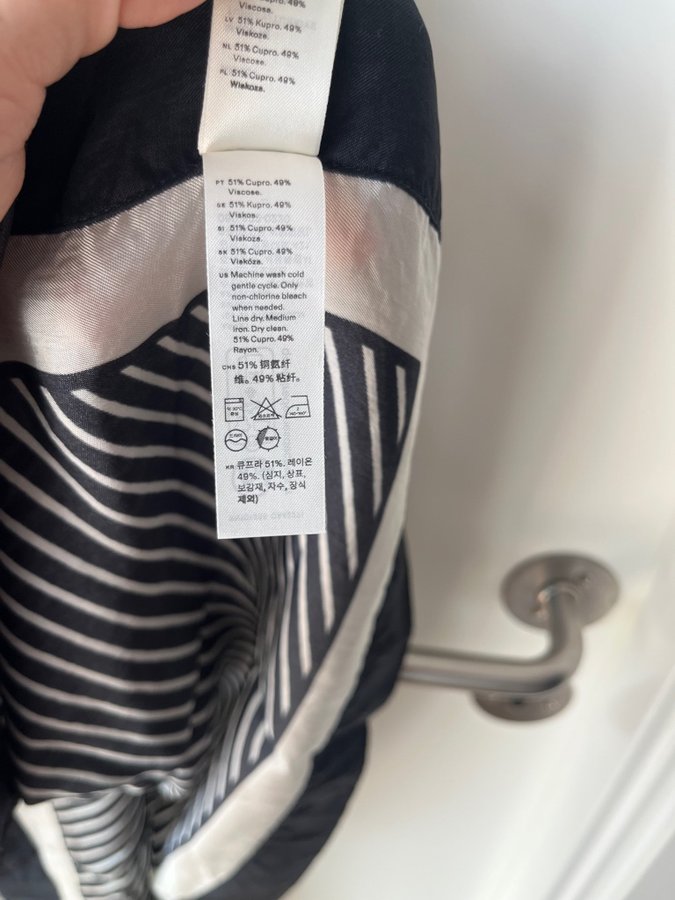 Viscose.
LV 51% Cupro. 49%
Viskoze.
NL 51% Cupro. 49%
Viscose.
PL 51% Cupro. 49%
Wiskoza.
PT 51% Cupro. 49%
Viscose.
SE 51% Kupro. 49%
Viskos.
SI 51% Cupro. 49%
Viskoza.
SK 51% Cupro. 49%
Viskóza.
US Machine wash cold
gentle cycle. Only
non-chlorine bleach
when needed.
Line dry. Medium
iron. Dry clean.
51% Cupro. 49%
Rayon.
CNS 51% 铜氨纤
维。49% 粘纤。
KR 큐프라 51%. 레이온
49%. (심지, 상표,
보강재, 자수, 장식
제외)